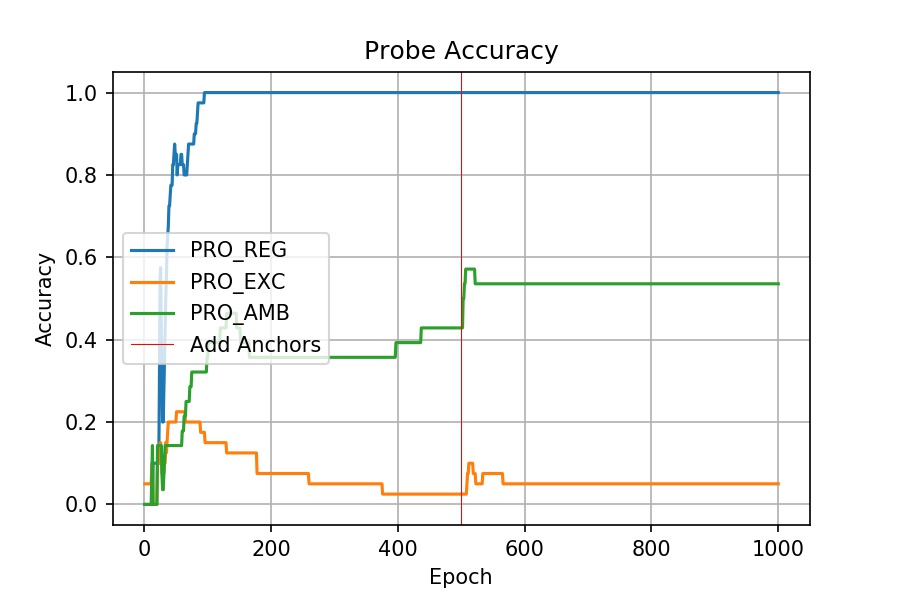 Probe Accuracy
Accuracy
1.0
0.8
0.6
0.4
0.2
0.0
PRO_REG
PRO_EXC
PRO_AMB
Add Anchors
0 200 400 600 800 1000
Epoch